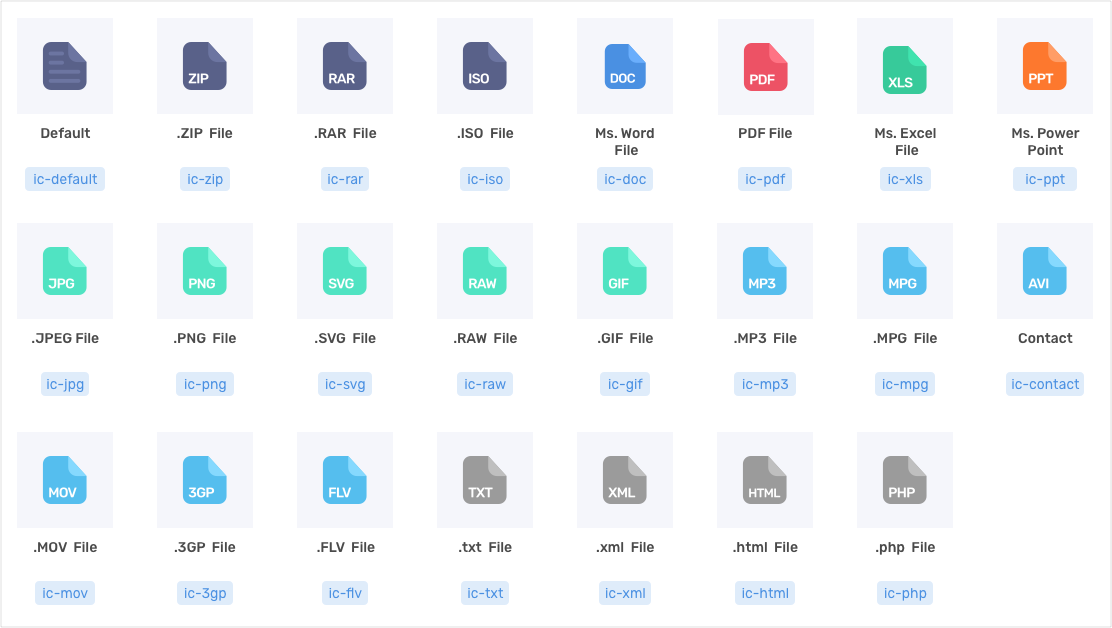 ZIP
RAR
ISO
DOC
PDF
XLS
PPT
Default
.ZIP File
.RAR File
.ISO File
Ms. Word
File
PDF File
Ms. Excel
File
Ms. Power
Point
ic-default
ic-zip
ic-rar
ic-iso
ic-doc
ic-pdf
ic-xls
ic-ppt
JPG
PNG
SVG
RAW
GIF
MP3
MPG
AVI
.JPEG File
.PNG File
.SVG File
.RAW File
.GIF File
.MP3 File
.MPG File
Contact
ic-jpg
ic-png
ic-svg
ic-raw
ic-gif
ic-mp3
ic-mpg
ic-contact
MOV
3GP
FLV
TXT
XML
HTML
PHP
.MOV File
.3GP File
.FLV File
.txt File
.xml File
.html File
.php File
ic-mov
ic-3gp
ic-flv
ic-txt
ic-xml
ic-html
ic-php